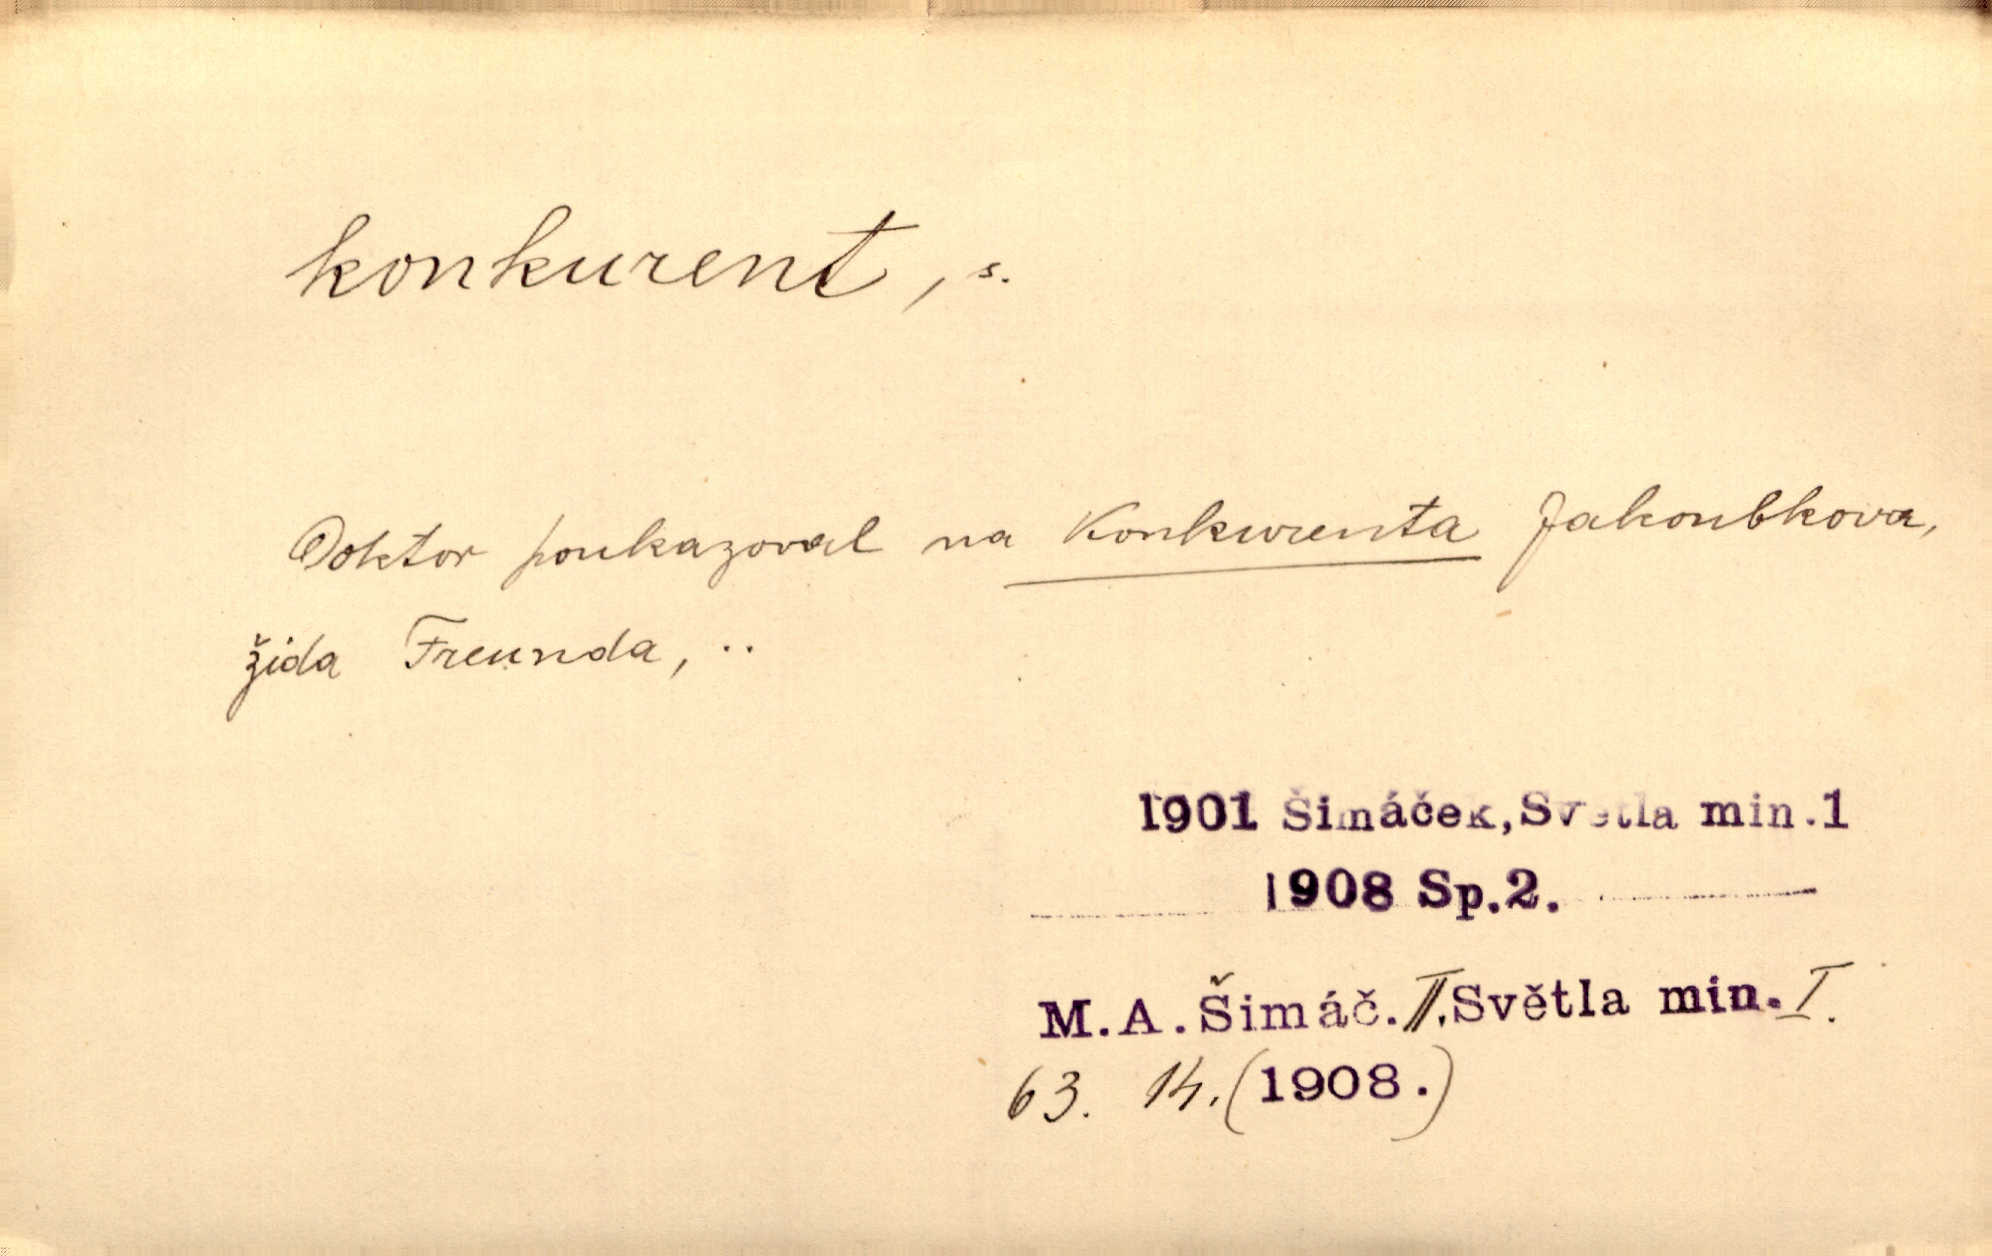 konkurent, s.
Doktor poukazoval na konkurenta Jakoubkova,
žida Freunda, ..
1901 Šimáček, Světla min.1
1908 Sp.2.
M.A.Šimáč.II.Světla min.I.
63. 14. (1908.)